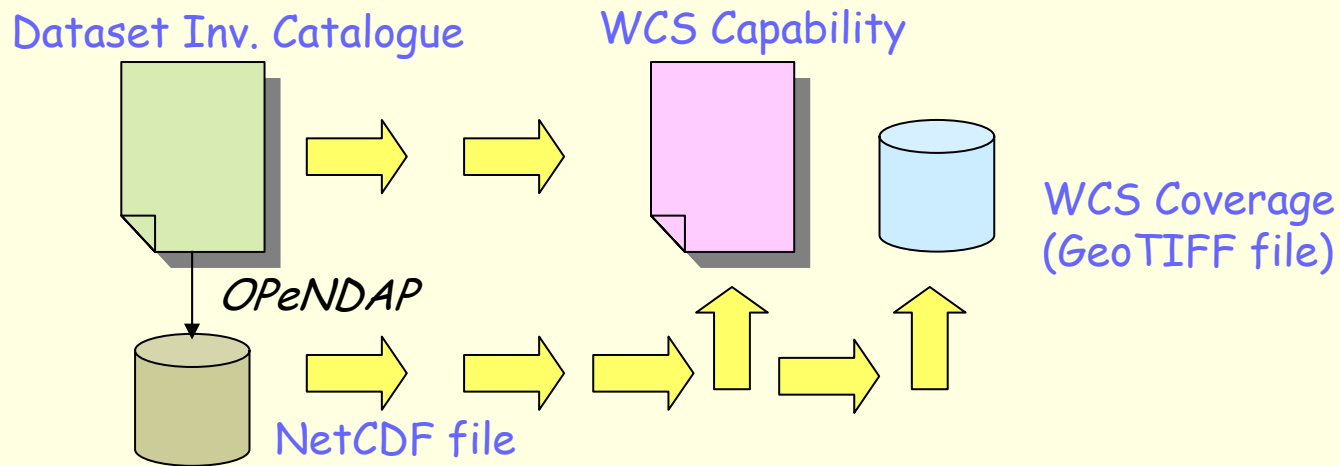 Dataset Inv. Catalogue
WCS Capability
WCS Coverage
(GeoTIFF file)
OPeNDAP
NetCDF file